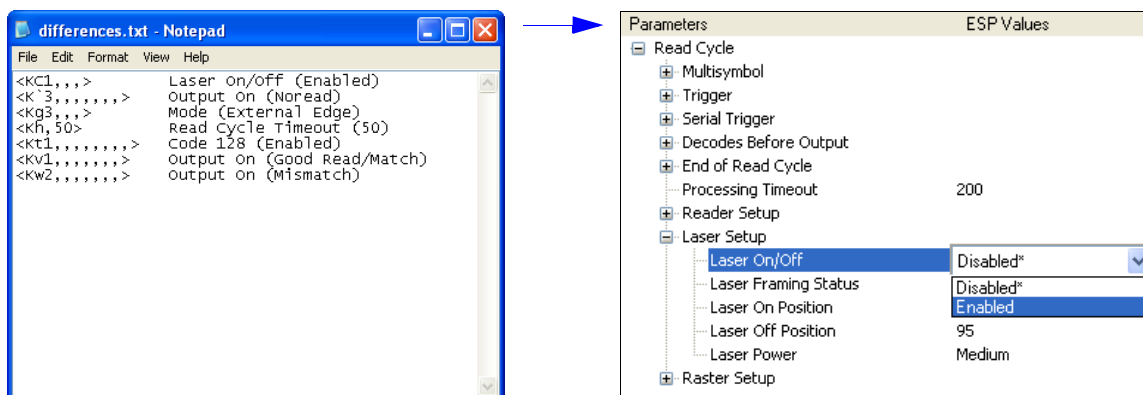 differences.txt - Notepad
File Edit Format View Help
<KC1,,,> Laser On/Off (Enabled)
<K`3,,,,,,,> Output On (Noread)
<Kg3,,,> Mode (External Edge)
<Kh,50> Read Cycle Timeout (50)
<Kt1,,,,,,,,> Code 128 (Enabled)
<Kv1,,,,,,,> Output On (Good Read/Match)
<Kw2,,,,,,,> Output On (Mismatch)
Parameters ESP Values
Read Cycle
Multisymbol
Trigger
Serial Trigger
Decodes Before Output
End of Read Cycle
Processing Timeout 200
Reader Setup
Laser Setup
Laser On/Off Disabled*
Laser Framing Status Disabled*
Laser On Position Enabled
Laser Off Position 95
Laser Power Medium
Raster Setup